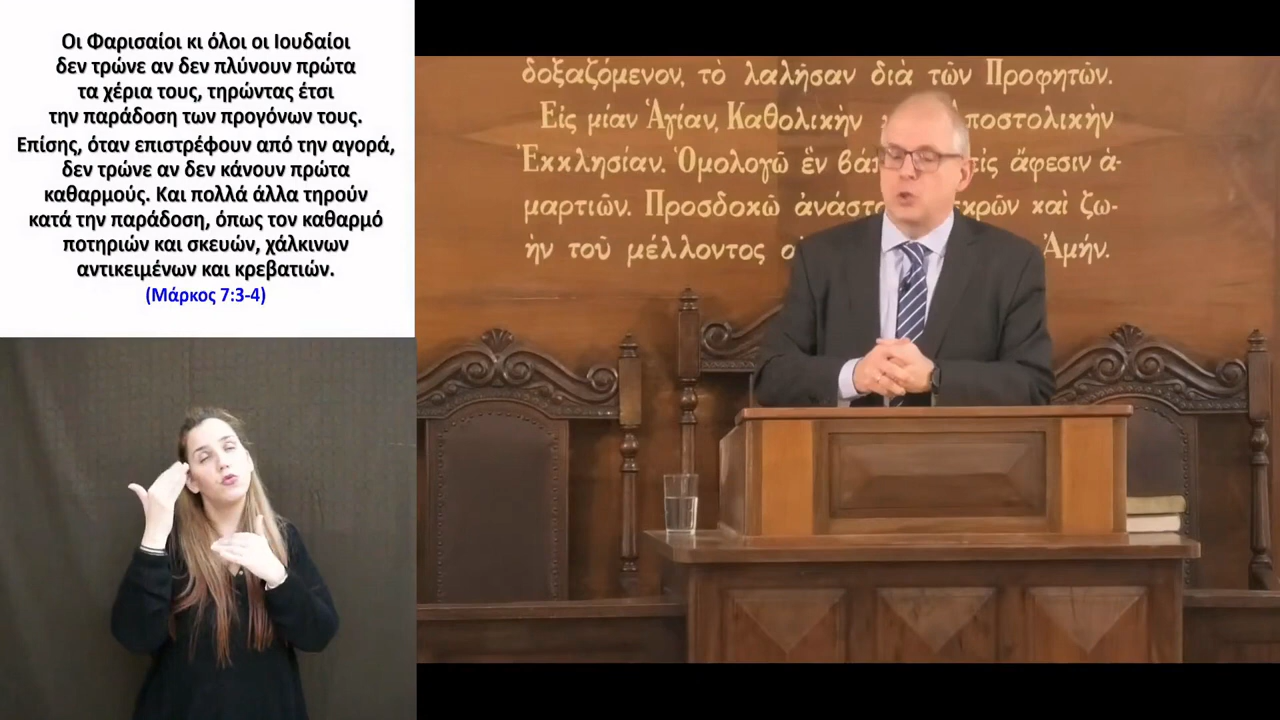 Οι Φαρισαίοι κι όλοι οι Ιουδαίοι
δεν τρώνε αν δεν πλύνουν πρώτα
τα χέρια τους, τηρώντας έτσι
την παράδοση των προγόνων τους.
Επίσης, όταν επιστρέφουν από την αγορά,
δεν τρώνε αν δεν κάνουν πρώτα
καθαρμούς. Και πολλά άλλα τηρούν
κατά την παράδοση, όπως τον καθαρμό
ποτηριών και σκευών, χάλκινων
αντικειμένων και κρεβατιών.
(Μάρκος 7:3-4)
δοξαζόμενον, τὸ λαλῆσαν διὰ τῶν Προφητῶν.
Εἰς μίαν Ἁγίαν, Καθολικὴν ποστολικὴν
Ἐκκλησίαν. Ὁμολογῶ ἓν βά εἰς ἄφεσιν ἁ-
μαρτιῶν. Προσδοκῶ ἀνάστα κρῶν καὶ ζω-
ὴν τοῦ μέλλοντος Ἀμήν.